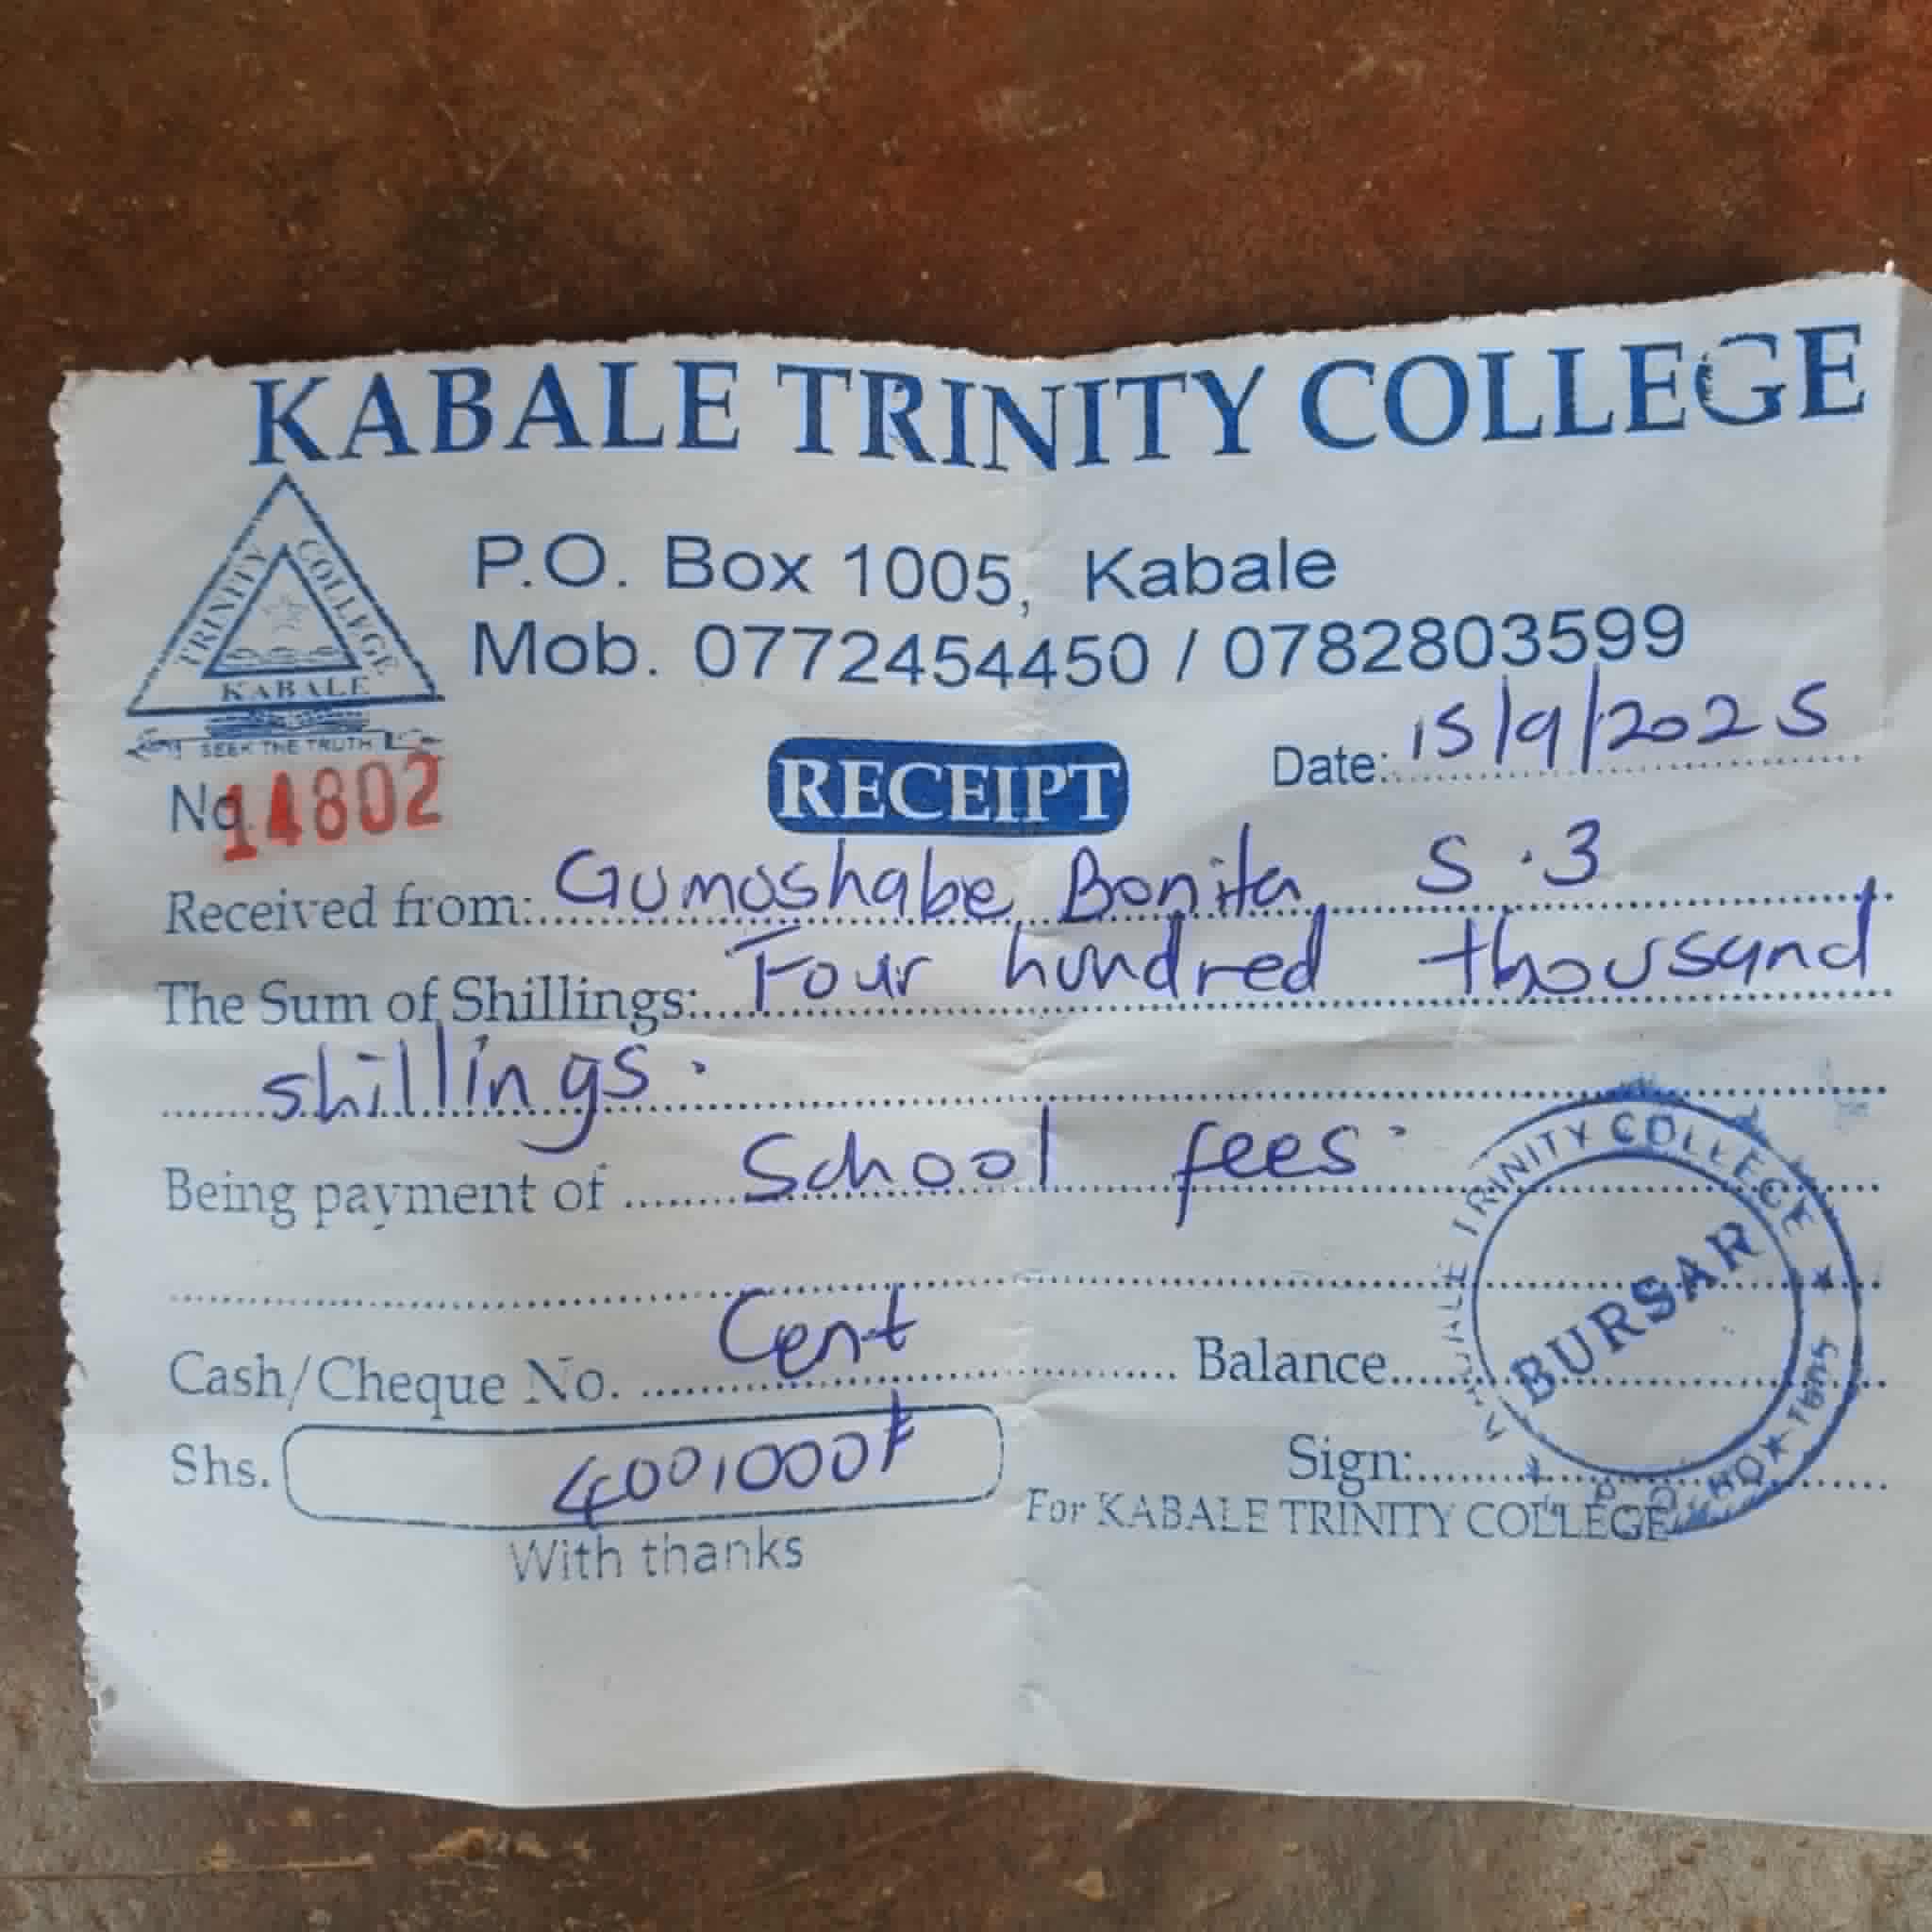 KABALE TRINITY COLLEGE
TRINITY COLLEGE
KABALE
SEEK THE TRUTH
P.O. Box 1005, Kabale
Mob. 0772454450 / 0782803599
Date: 15/9/2025
No. 14802
RECEIPT
Received from: Gumoshabe Bonita S.3
The Sum of Shillings: Four hundred thousand
shillings.
Being payment of School fees.
Cash/Cheque No. Cent
Balance
Shs. 400,000
Sign:
For KABALE TRINITY COLLEGE
With thanks
TRINITY COLLEGE
BURSAR